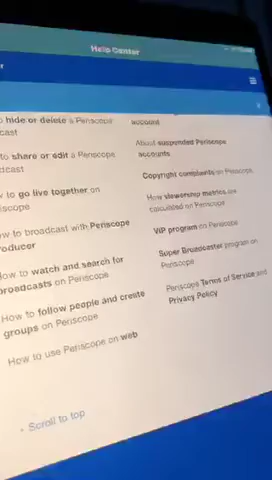 Help Center
r
hide or delete a Periscope
cast
to share or edit a Periscope
dcast
w to go live together on
iscope
ow to broadcast with Periscope
roducer
How to watch and search for
broadcasts on Periscope
How to follow people and create
groups on Periscope
How to use Periscope on web
Scroll to top
account
About suspended Periscope
accounts
Copyright complaints on Periscope
How viewership metrics are
calculated on Periscope
VIP program on Periscope
Super Broadcaster program on
Periscope
Periscope Terms of Service and
Privacy Policy